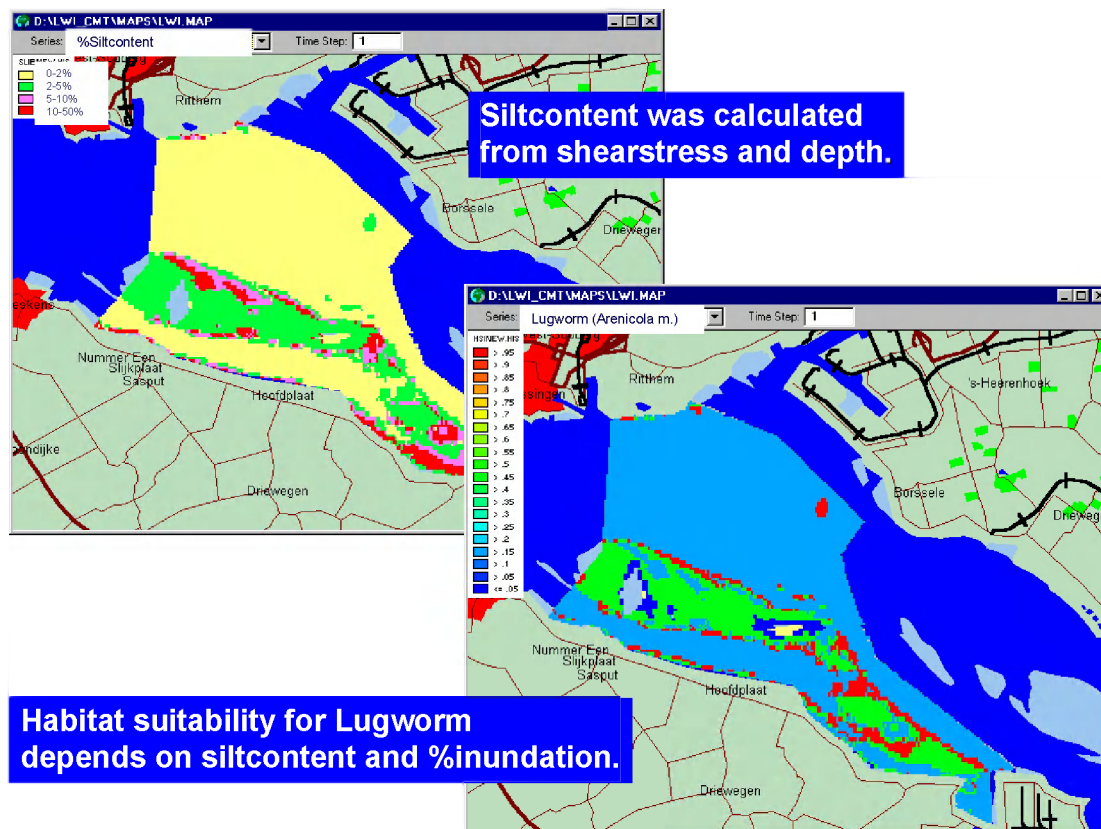 D:\LWI_CMT\MAPS\LWI.MAP
Series: %Siltcontent Time Step: 1
0-2%
2-5%
5-10%
10-50%
Ritthem
Borssele
Driewegen
Nummer Een
Slijkplaat
Sasput
Hoofdplaat
Driewegen
Siltcontent was calculated
from shearstress and depth.
D:\LWI_CMT\MAPS\LWI.MAP
Series: Lugworm (Arenicola m.) Time Step: 1
HSINEW.HIS
> .95
> .9
> .85
> .8
> .75
> .7
> .65
> .6
> .55
> .5
> .45
> .4
> .35
> .3
> .25
> .2
> .15
> .1
> .05
<= .05
Ritthem
's-Heerenhoek
Borssele
Drieweg
Nummer Een
Slijkplaat
Sasput
Hoofdplaat
Driewegen
Habitat suitability for Lugworm
depends on siltcontent and %inundation.